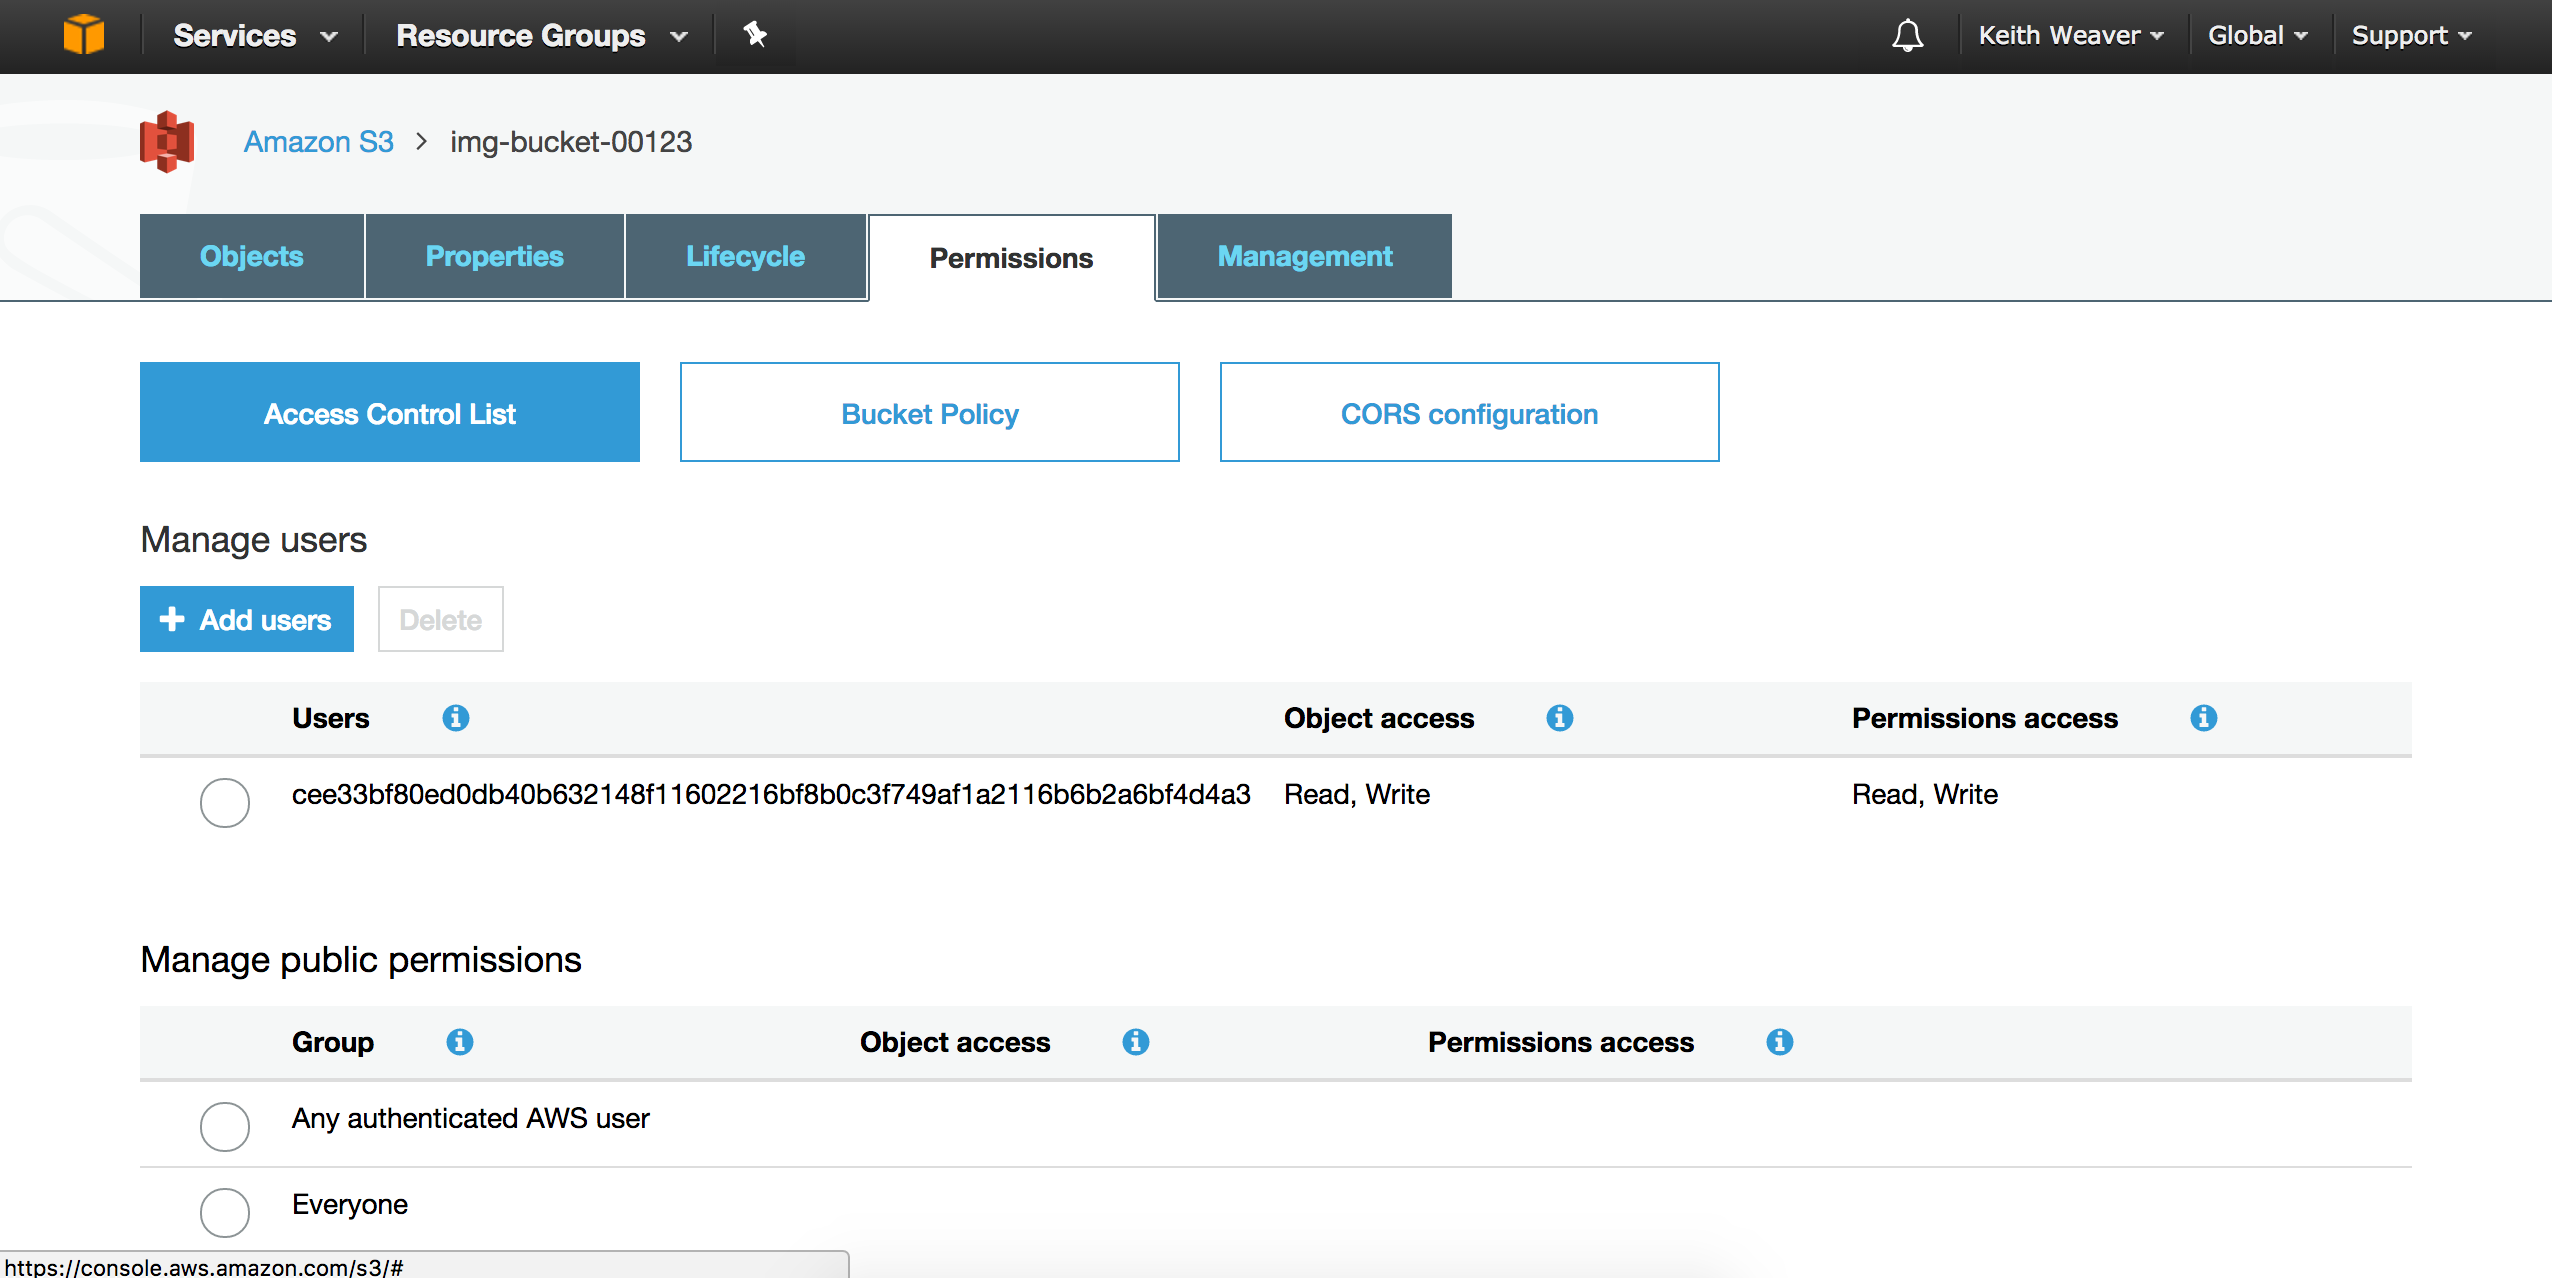 Services Resource Groups Keith Weaver Global Support
Amazon S3 > img-bucket-00123
Objects Properties Lifecycle Permissions Management
Access Control List Bucket Policy CORS configuration
Manage users
Add users Delete
Users Object access Permissions access
cee33bf80ed0db40b632148f11602216bf8b0c3f749af1a2116b6b2a6bf4d4a3 Read, Write Read, Write
Manage public permissions
Group Object access Permissions access
Any authenticated AWS user
Everyone
https://console.aws.amazon.com/s3/#